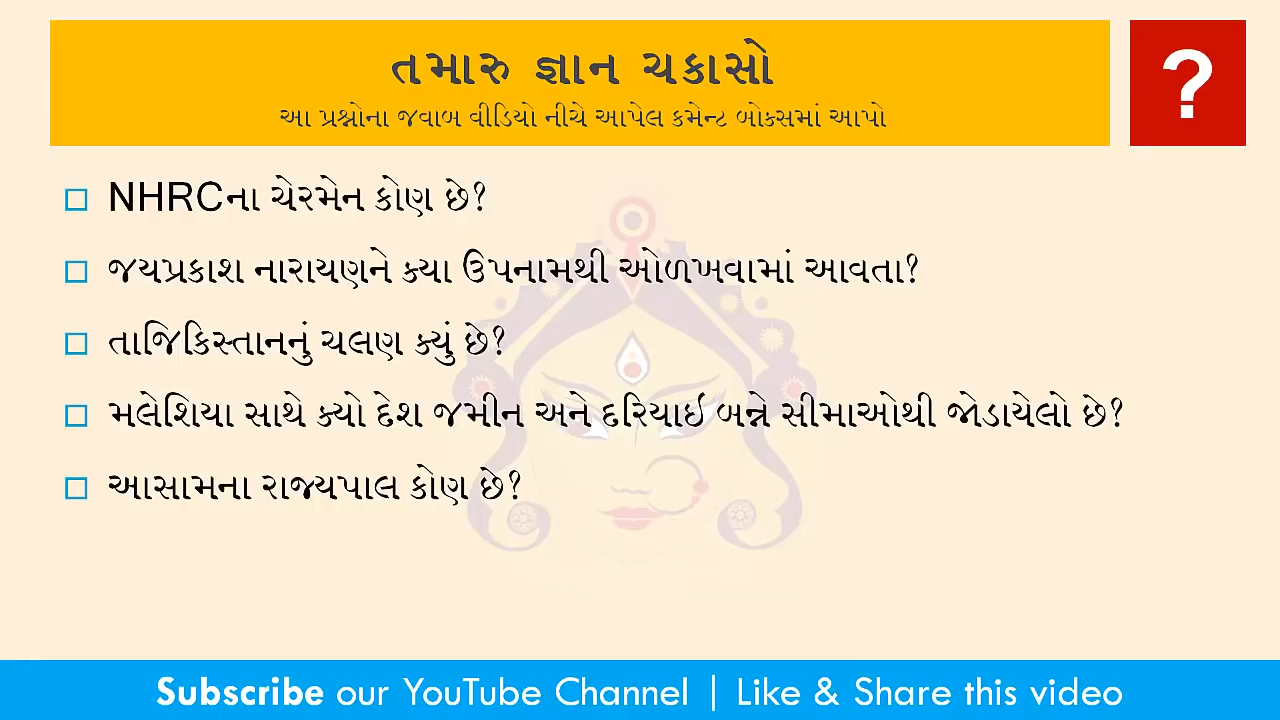 તમારુ જ્ઞાન ચકાસો
?
આ પ્રશ્નોના જવાબ વીડિયો નીચે આપેલ કમેન્ટ બોક્સમાં આપો
NHRCના ચેરમેન કોણ છે?
જયપ્રકાશ નારાયણને ક્યા ઉપનામથી ઓળખવામાં આવતા?
તાજિકિસ્તાનનું ચલણ ક્યું છે?
મલેશિયા સાથે ક્યો દેશ જમીન અને દરિયાઇ બન્ને સીમાઓથી જોડાયેલો છે?
આસામના રાજ્યપાલ કોણ છે?
Subscribe our YouTube Channel | Like & Share this video